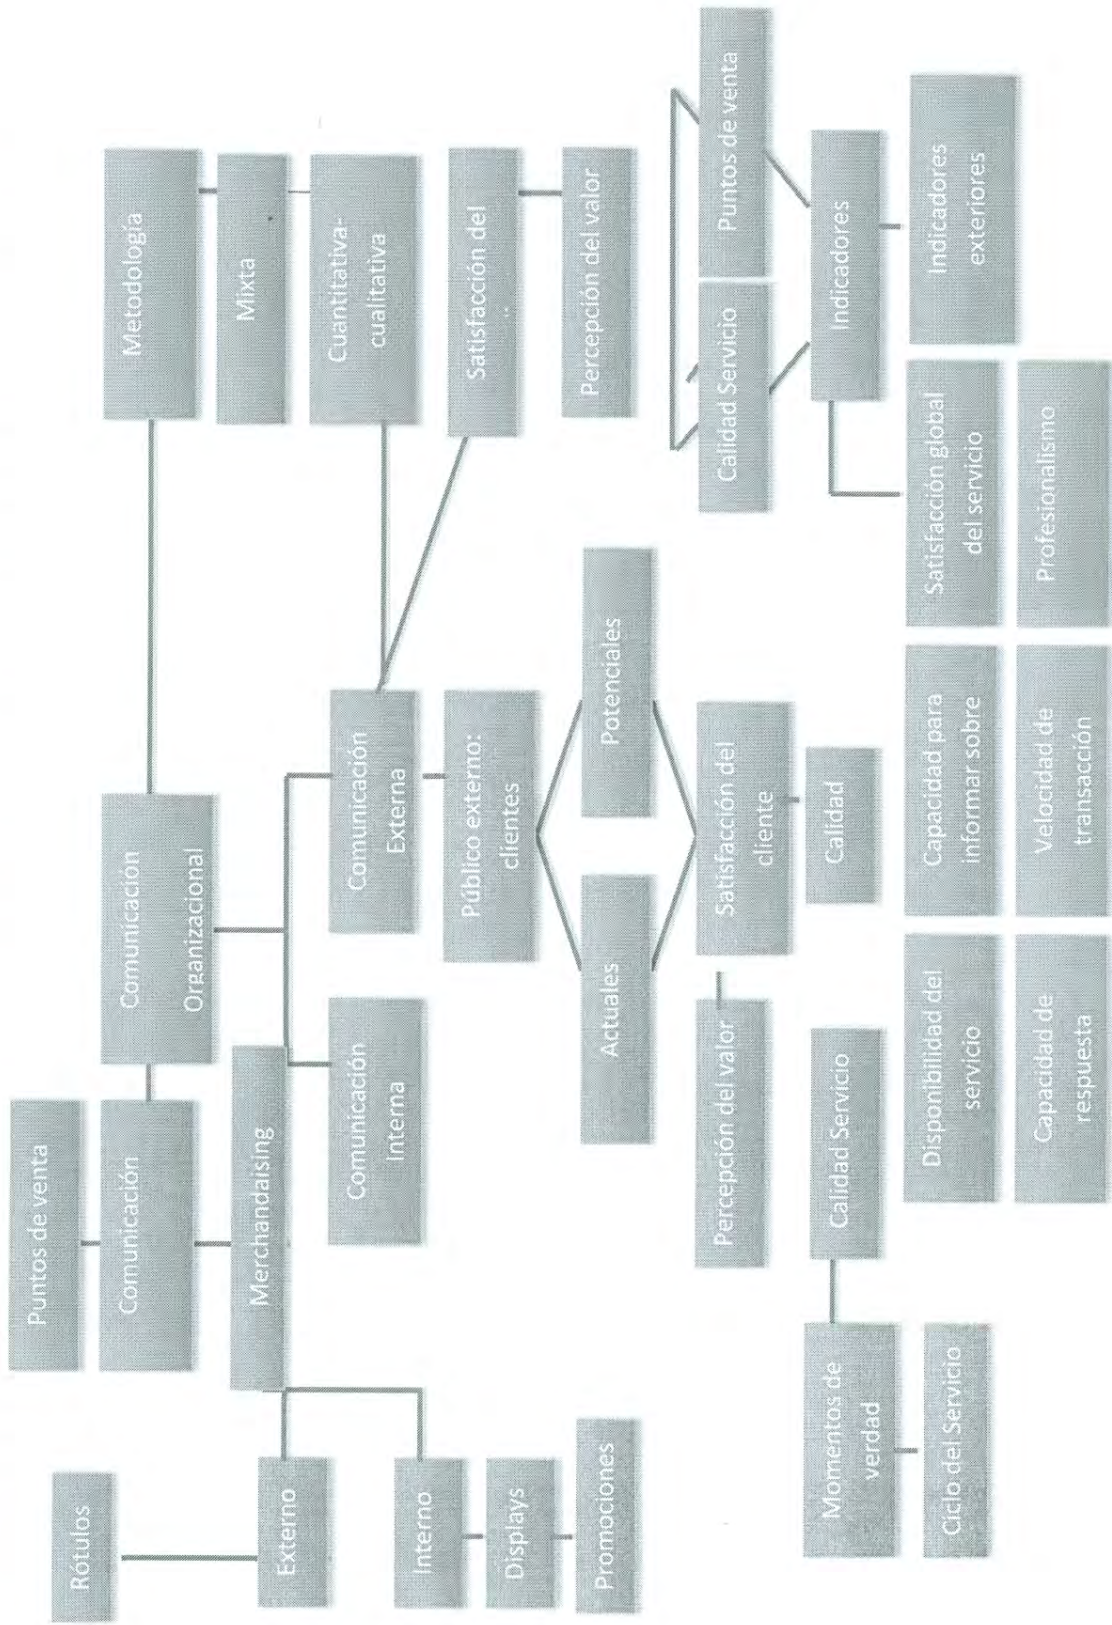 Puntos de venta
Rótulos
Comunicación
Comunicación
Organizacional
Metodología
Merchandaising
Mixta
Externo
Comunicación
Interna
Comunicación
Externa
Cuantitativa-
cualitativa
Interno
Público externo:
clientes
Satisfacción del
Displays
Promociones
Actuales
Potenciales
Percepción del valor
Percepción del valor
Satisfacción del
cliente
Calidad Servicio
Puntos de venta
Momentos de
verdad
Calidad Servicio
Calidad
Indicadores
Ciclo del Servicio
Disponibilidad del
servicio
Capacidad para
informar sobre
Satisfacción global
del servicio
Indicadores
exteriores
Capacidad de
respuesta
Velocidad de
transacción
Profesionalismo